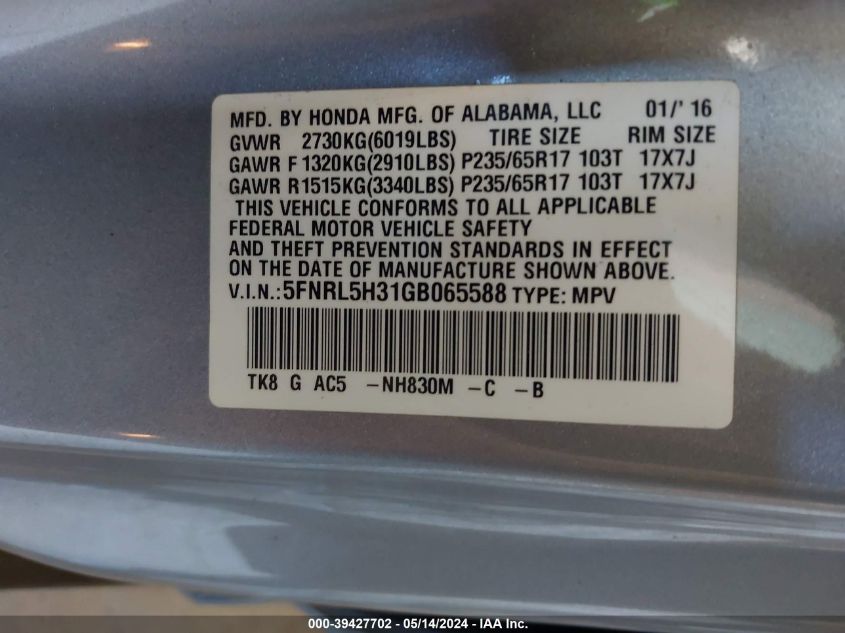 MFD. BY HONDA MFG. OF ALABAMA, LLC 01/' 16
GVWR 2730KG(6019LBS) TIRE SIZE RIM SIZE
GAWR F 1320KG(2910LBS) P235/65R17 103T 17X7J
GAWR R1515KG(3340LBS) P235/65R17 103T 17X7J
THIS VEHICLE CONFORMS TO ALL APPLICABLE
FEDERAL MOTOR VEHICLE SAFETY
AND THEFT PREVENTION STANDARDS IN EFFECT
ON THE DATE OF MANUFACTURE SHOWN ABOVE.
V.I.N.:5FNRL5H31GB065588 TYPE: MPV
TK8 G AC5 -NH830M -C -B
000-39427702 - 05/14/2024 - IAA Inc.